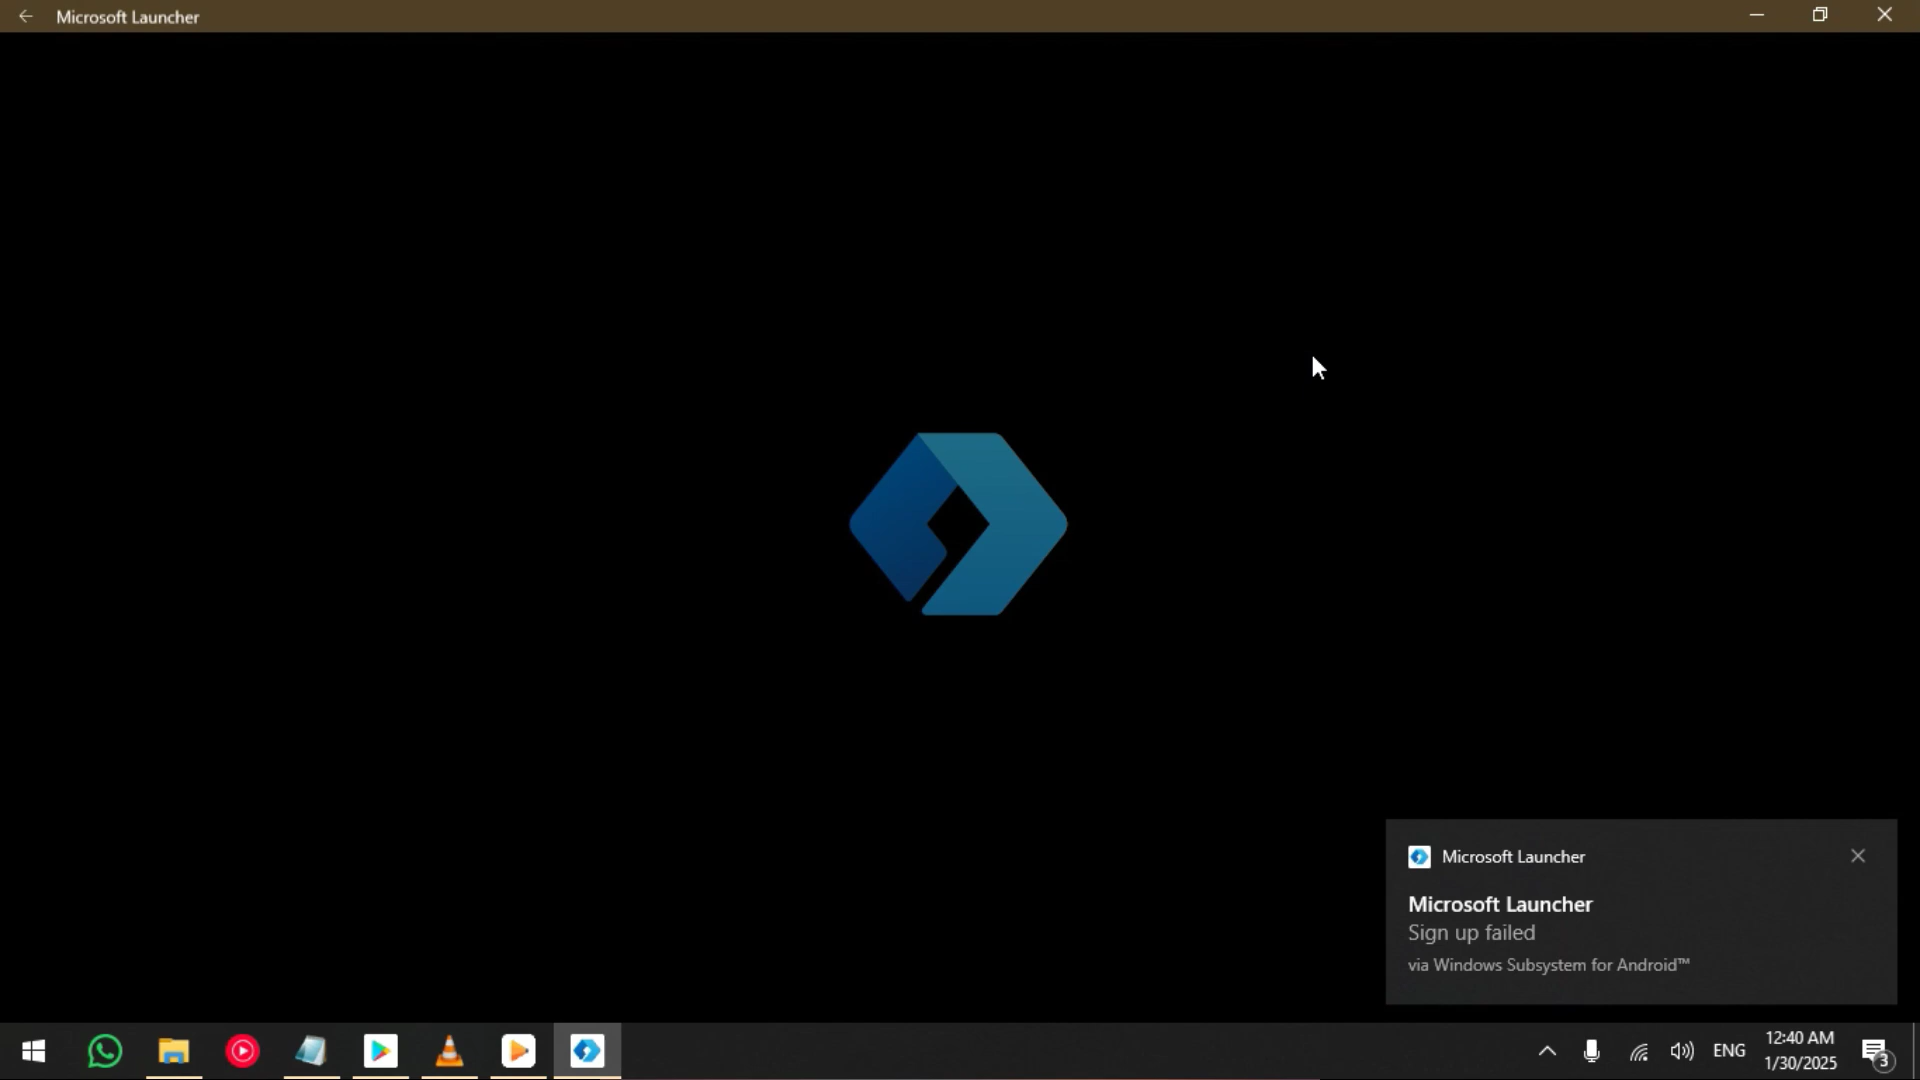 Microsoft Launcher
Microsoft Launcher
Microsoft Launcher
Sign up failed
via Windows Subsystem for Android™
ENG
12:40 AM
1/30/2025
3